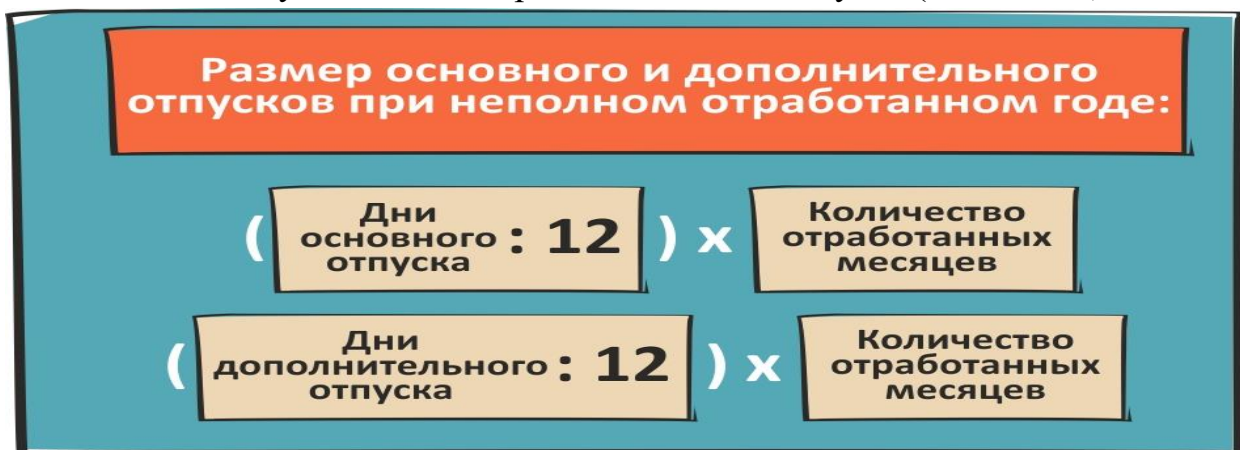 Размер основного и дополнительного
отпусков при неполном отработанном годе:
( Дни основного отпуска : 12 ) x Количество отработанных месяцев
( Дни дополнительного отпуска : 12 ) x Количество отработанных месяцев